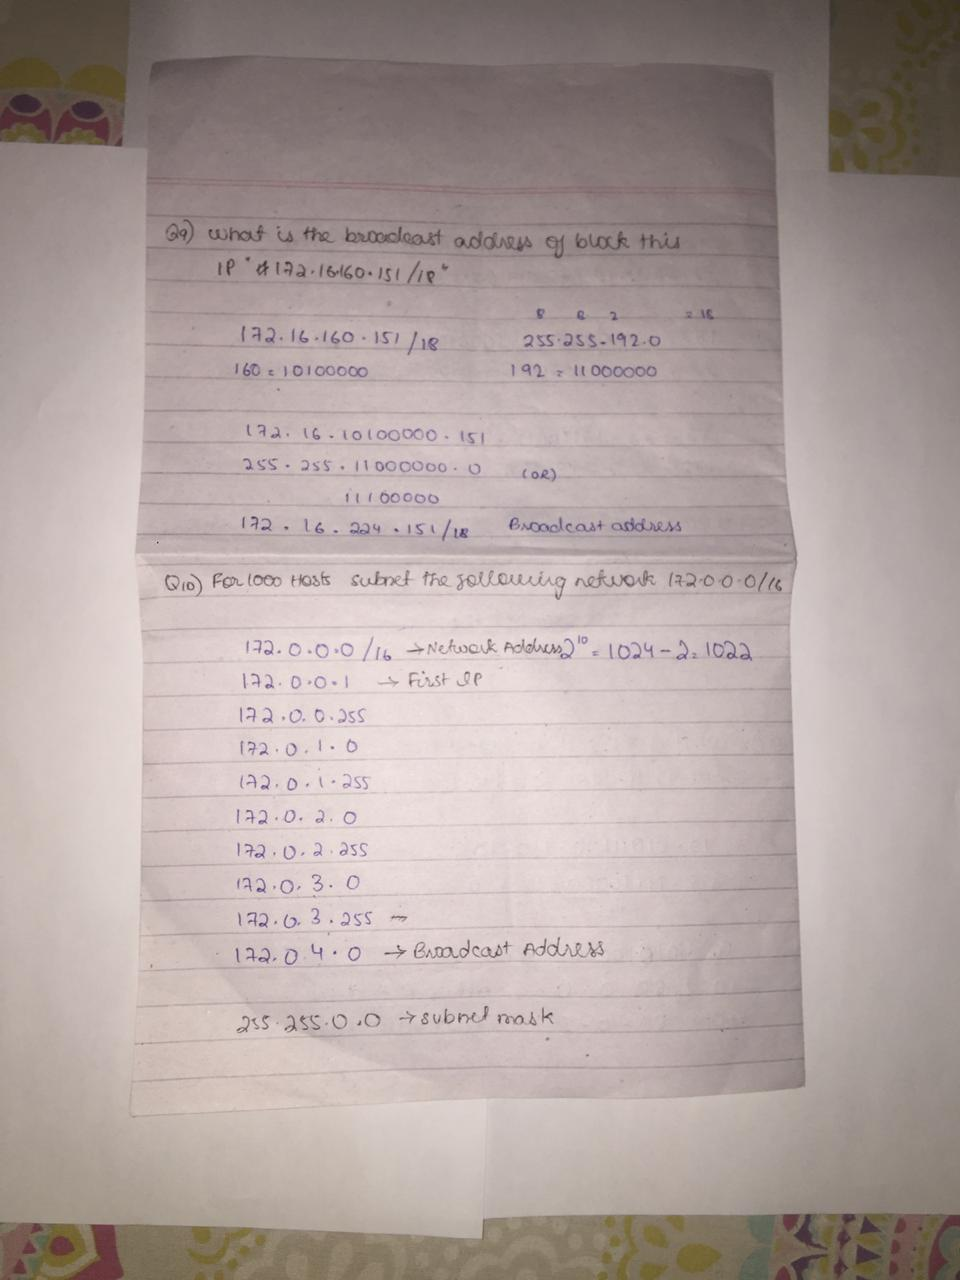 Q9) what is the broadcast address of block this
IP " 172.16.160.151/18"
8 8 2 = 18
172.16.160.151/18 255.255.192.0
160 = 10100000 192 = 11000000
172.16.10100000.151
255.255.11000000.0 (OR)
11100000
172.16.224.151/18 Broadcast address
Q10) For 1000 Hosts subnet the following network 172.0.0.0/16
172.0.0.0/16 → Network Address 2¹⁰ = 1024 - 2 = 1022
172.0.0.1 → First IP
172.0.0.255
172.0.1.0
172.0.1.255
172.0.2.0
172.0.2.255
172.0.3.0
172.0.3.255
172.0.4.0 → Broadcast Address
255.255.0.0 → subnet mask